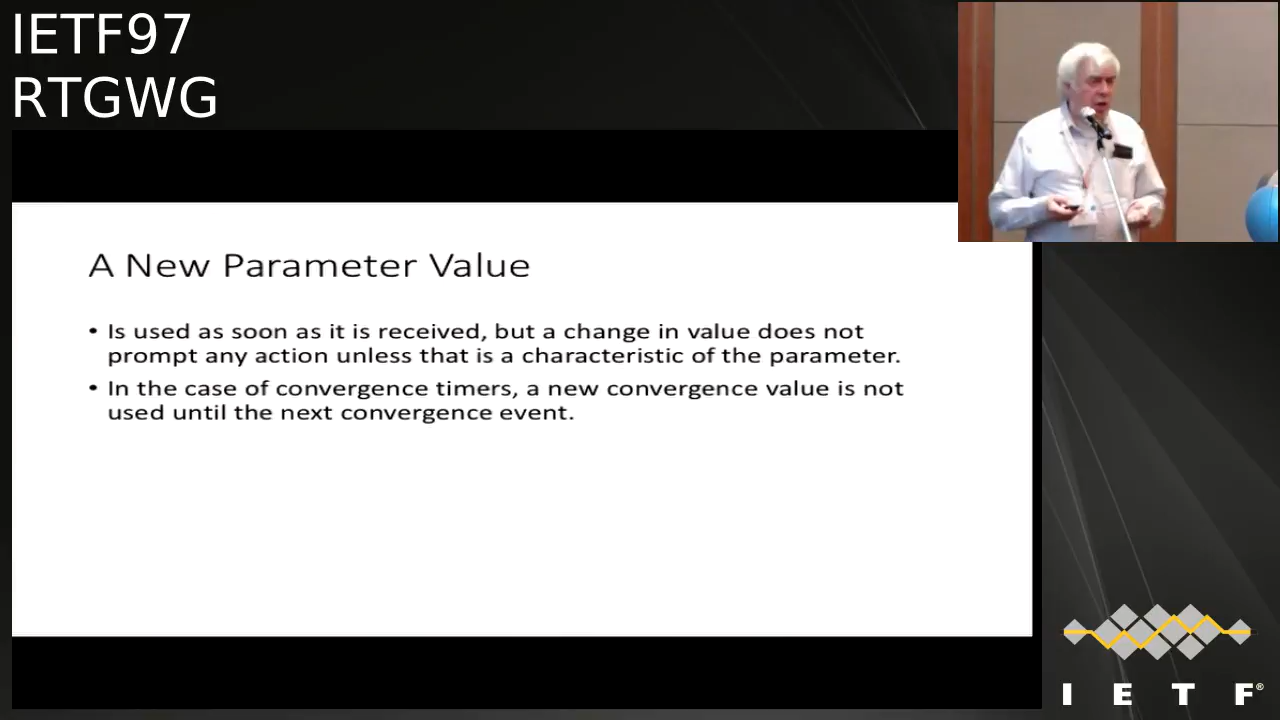 IETF97
RTGWG
A New Parameter Value
• Is used as soon as it is received, but a change in value does not
prompt any action unless that is a characteristic of the parameter.
• In the case of convergence timers, a new convergence value is not
used until the next convergence event.
I E T F®